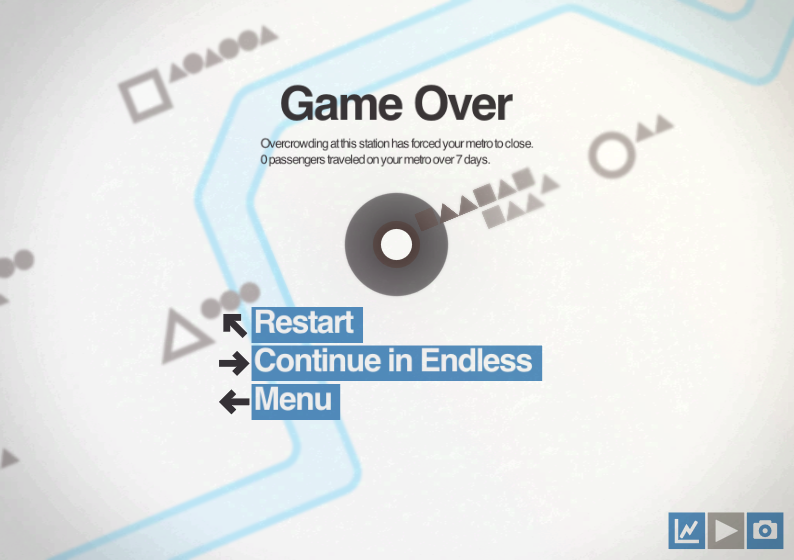 Game Over
Overcrowding at this station has forced your metro to close.
0 passengers traveled on your metro over 7 days.
Restart
Continue in Endless
Menu